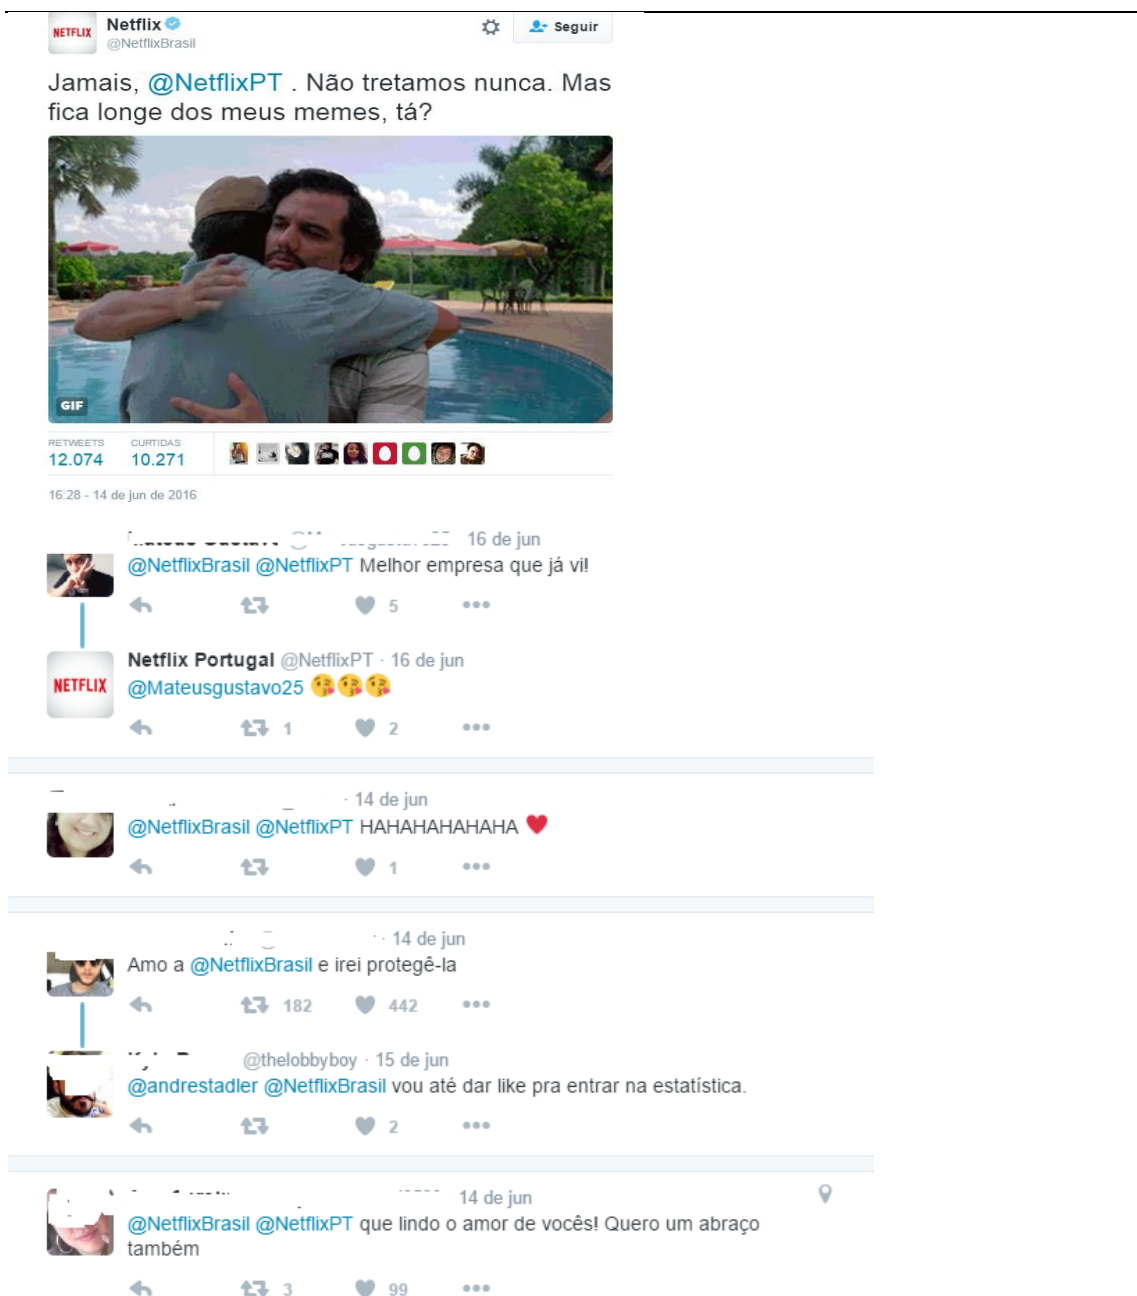 NETFLIX
Netflix
@NetflixBrasil
Seguir
Jamais, @NetflixPT . Não tretamos nunca. Mas
fica longe dos meus memes, tá?
GIF
RETWEETS
12.074
CURTIDAS
10.271
16:28 - 14 de jun de 2016
16 de jun
@NetflixBrasil @NetflixPT Melhor empresa que já vi!
5
NETFLIX
Netflix Portugal @NetflixPT · 16 de jun
@Mateusgustavo25 😘😘😘
1 2
· 14 de jun
@NetflixBrasil @NetflixPT HAHAHAHAHAHA ❤
1
· 14 de jun
Amo a @NetflixBrasil e irei protegê-la
182 442
@thelobbyboy · 15 de jun
@andrestadler @NetflixBrasil vou até dar like pra entrar na estatística.
2
14 de jun
@NetflixBrasil @NetflixPT que lindo o amor de vocês! Quero um abraço
também
3 99